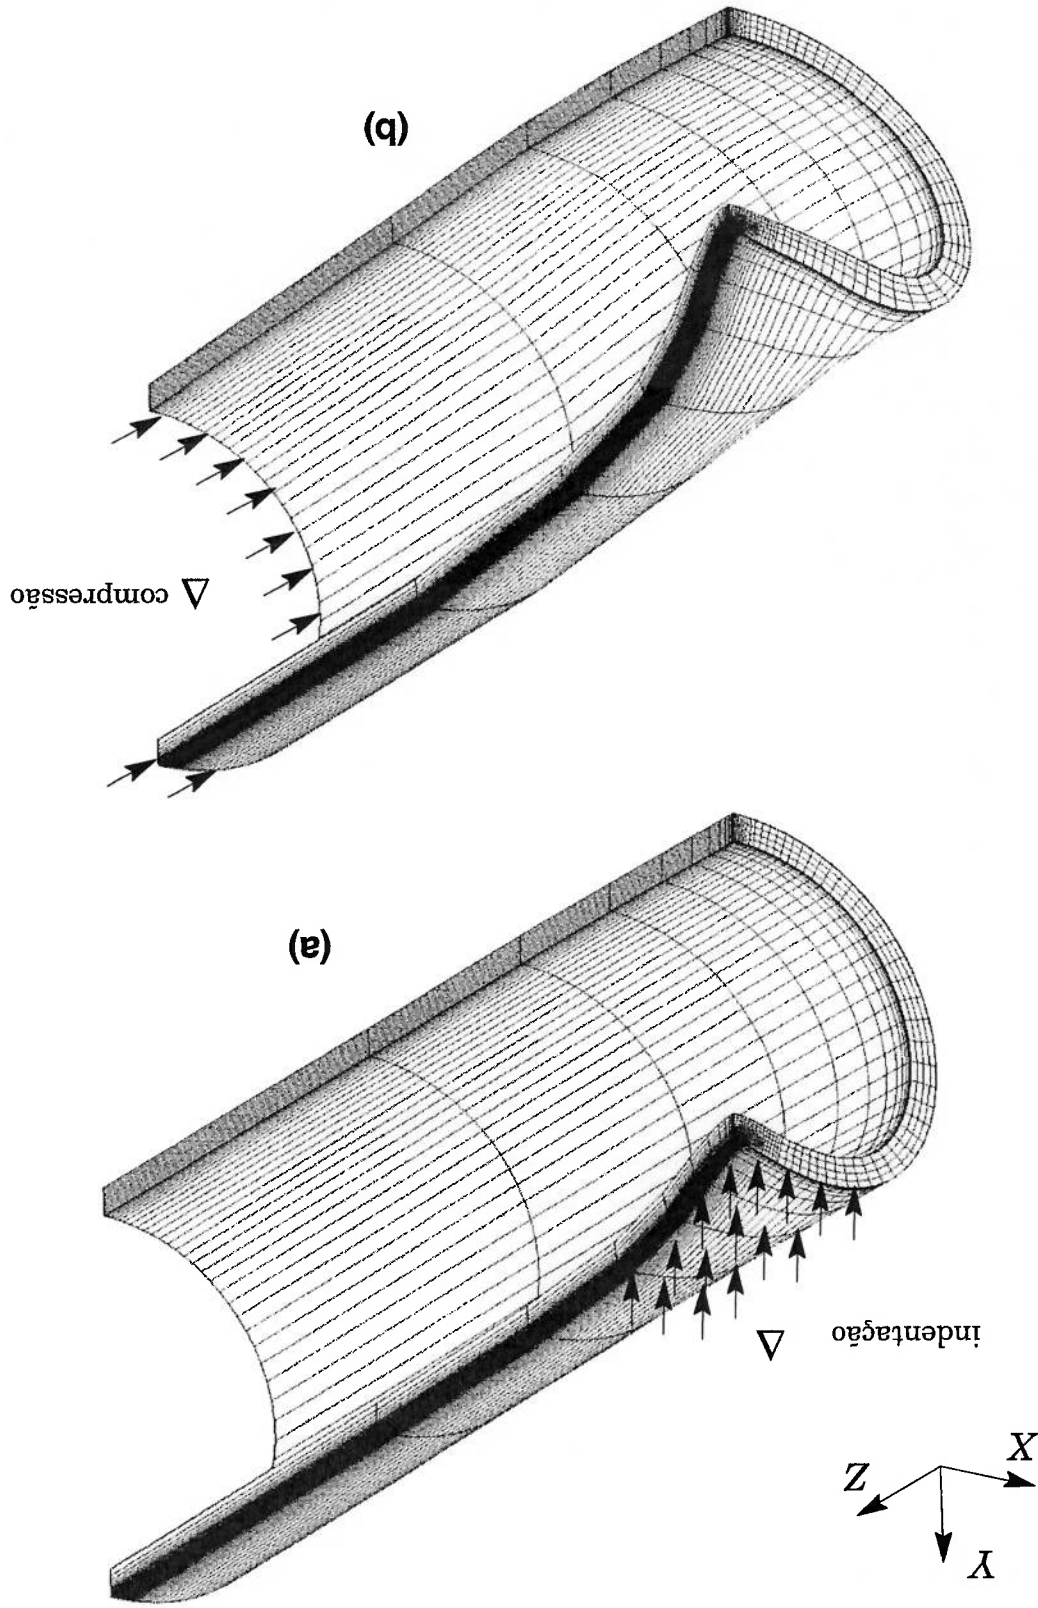 Y
X
Z
indentação
Δ
(a)
Δ compressão
(b)